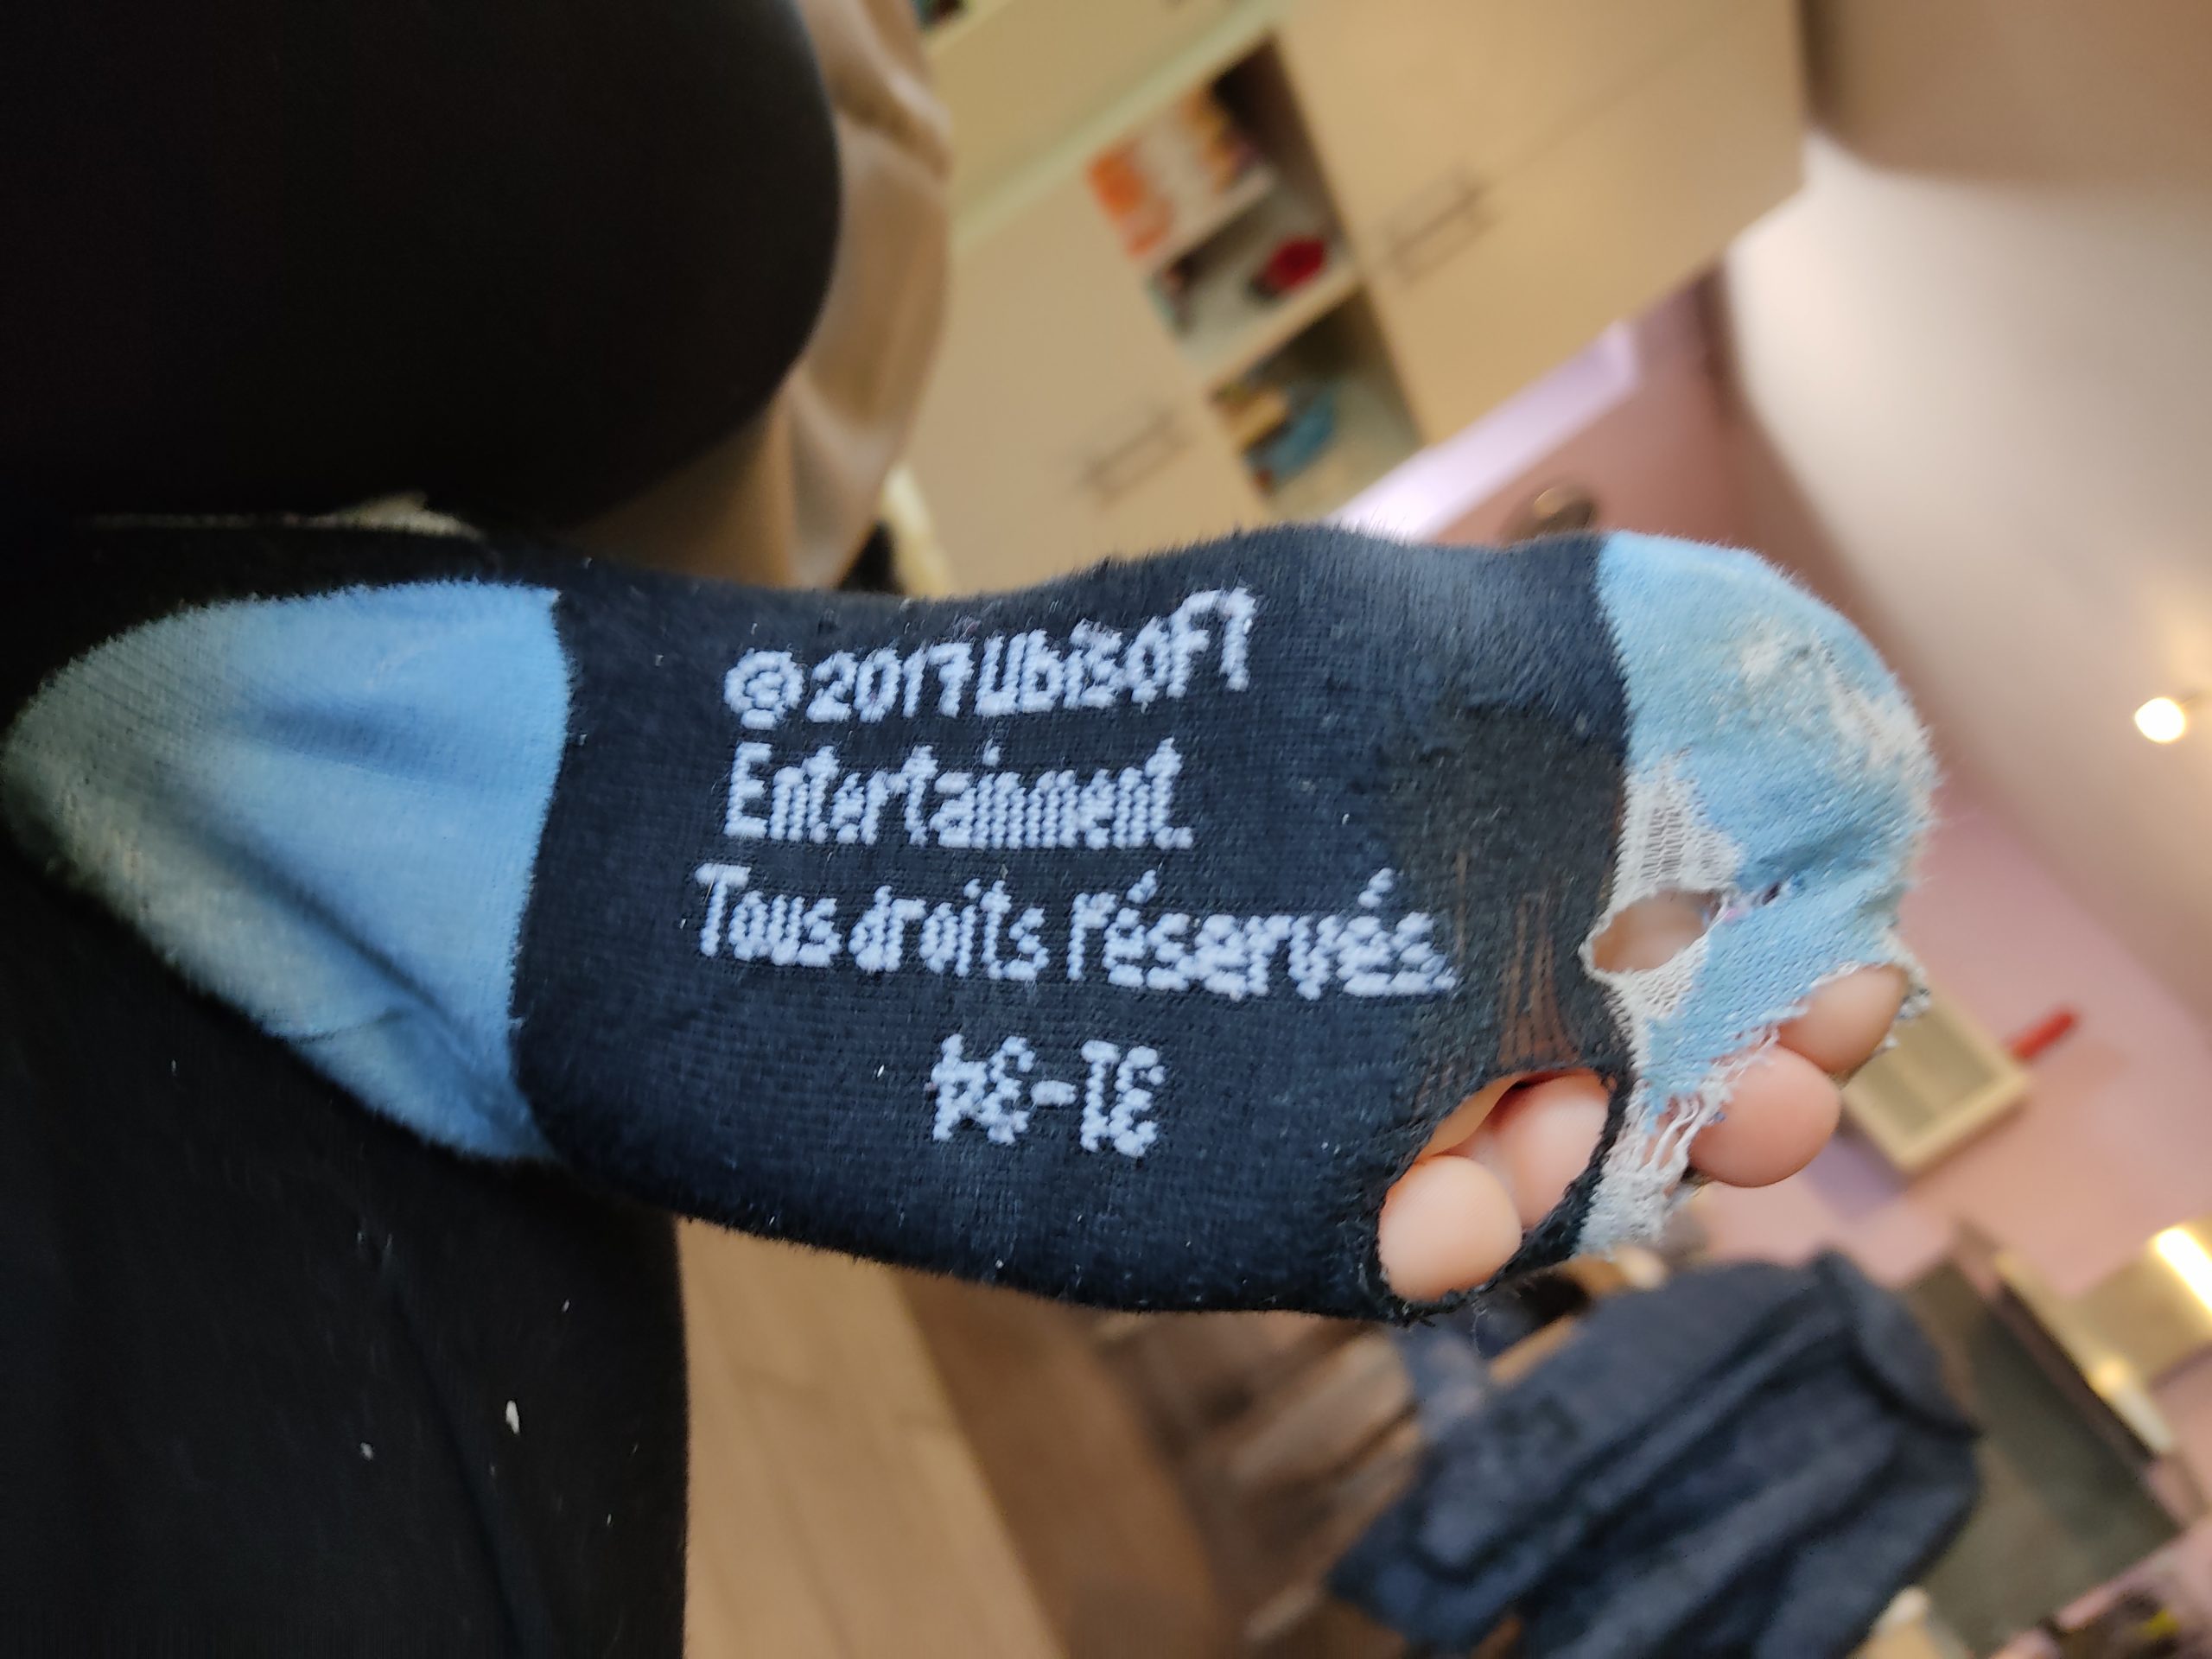 ©2017 Ubisoft
Entertainment.
Tous droits réservés.
31-34